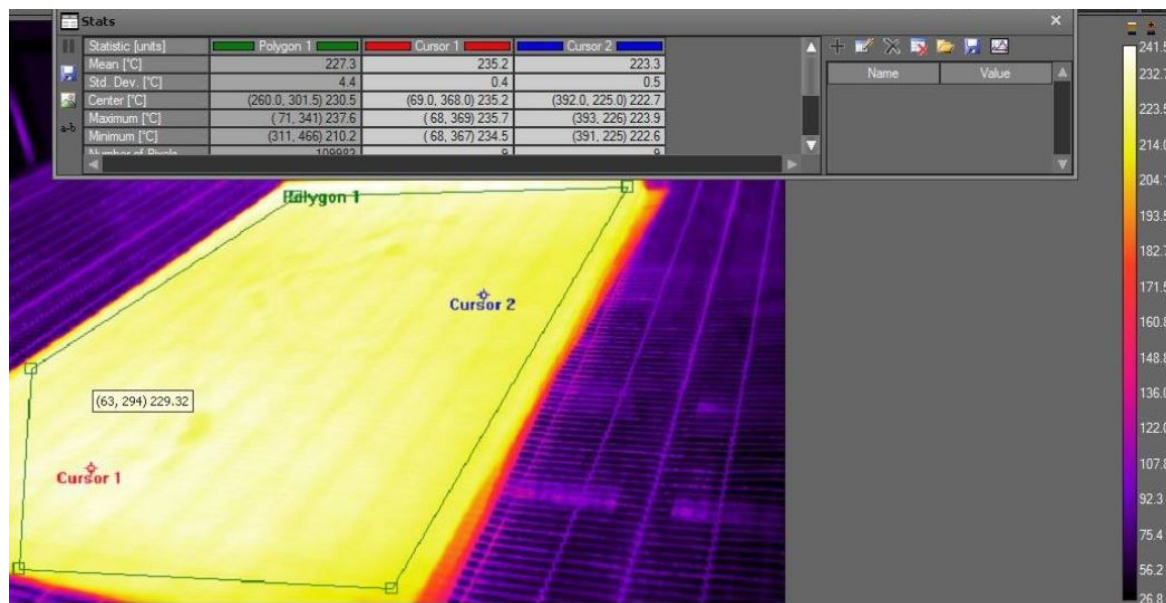 Stats
Statistic [units] Polygon 1 Cursor 1 Cursor 2
Mean [°C] 227.3 235.2 223.3
Std. Dev. [°C] 4.4 0.4 0.5
Center [°C] (260.0, 301.5) 230.5 (69.0, 368.0) 235.2 (392.0, 225.0) 222.7
Maximum [°C] ( 71, 341) 237.6 ( 68, 369) 235.7 (393, 226) 223.9
Minimum [°C] (311, 466) 210.2 ( 68, 367) 234.5 (391, 225) 222.6
Number of Pixels 109983 9 9
a-b
Name Value
Polygon 1
Cursor 2
(63, 294) 229.32
Cursor 1
241.5
232.7
223.5
214.0
204.
193.5
182.7
171.5
160.8
148.8
136.0
122.0
107.8
92.3
75.4
56.2
26.8